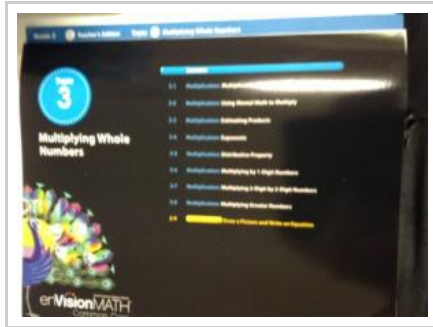 Grade 5 Teacher's Edition Topic 3 Multiplying Whole Numbers
Topic
3
Multiplying Whole
Numbers
3-1 Multiplication:
3-2 Multiplication: Using Mental Math to Multiply
3-3 Multiplication: Estimating Products
3-4 Multiplication: Exponents
3-5 Multiplication: Distributive Property
3-6 Multiplication: Multiplying by 1-Digit Numbers
3-7 Multiplication: Multiplying 2-Digit by 2-Digit Numbers
3-8 Multiplication: Multiplying Greater Numbers
3-9 Draw a Picture and Write an Equation
enVisionMATH
Common Core